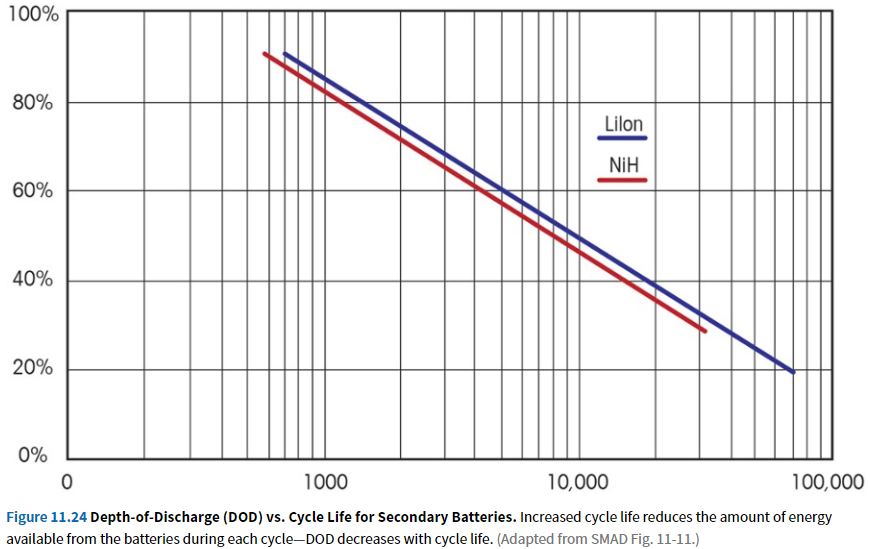 100%
80%
60%
40%
20%
0%
LiIon
NiH
0 1000 10,000 100,000
Figure 11.24 Depth-of-Discharge (DOD) vs. Cycle Life for Secondary Batteries. Increased cycle life reduces the amount of energy
available from the batteries during each cycle—DOD decreases with cycle life. (Adapted from SMAD Fig. 11-11.)